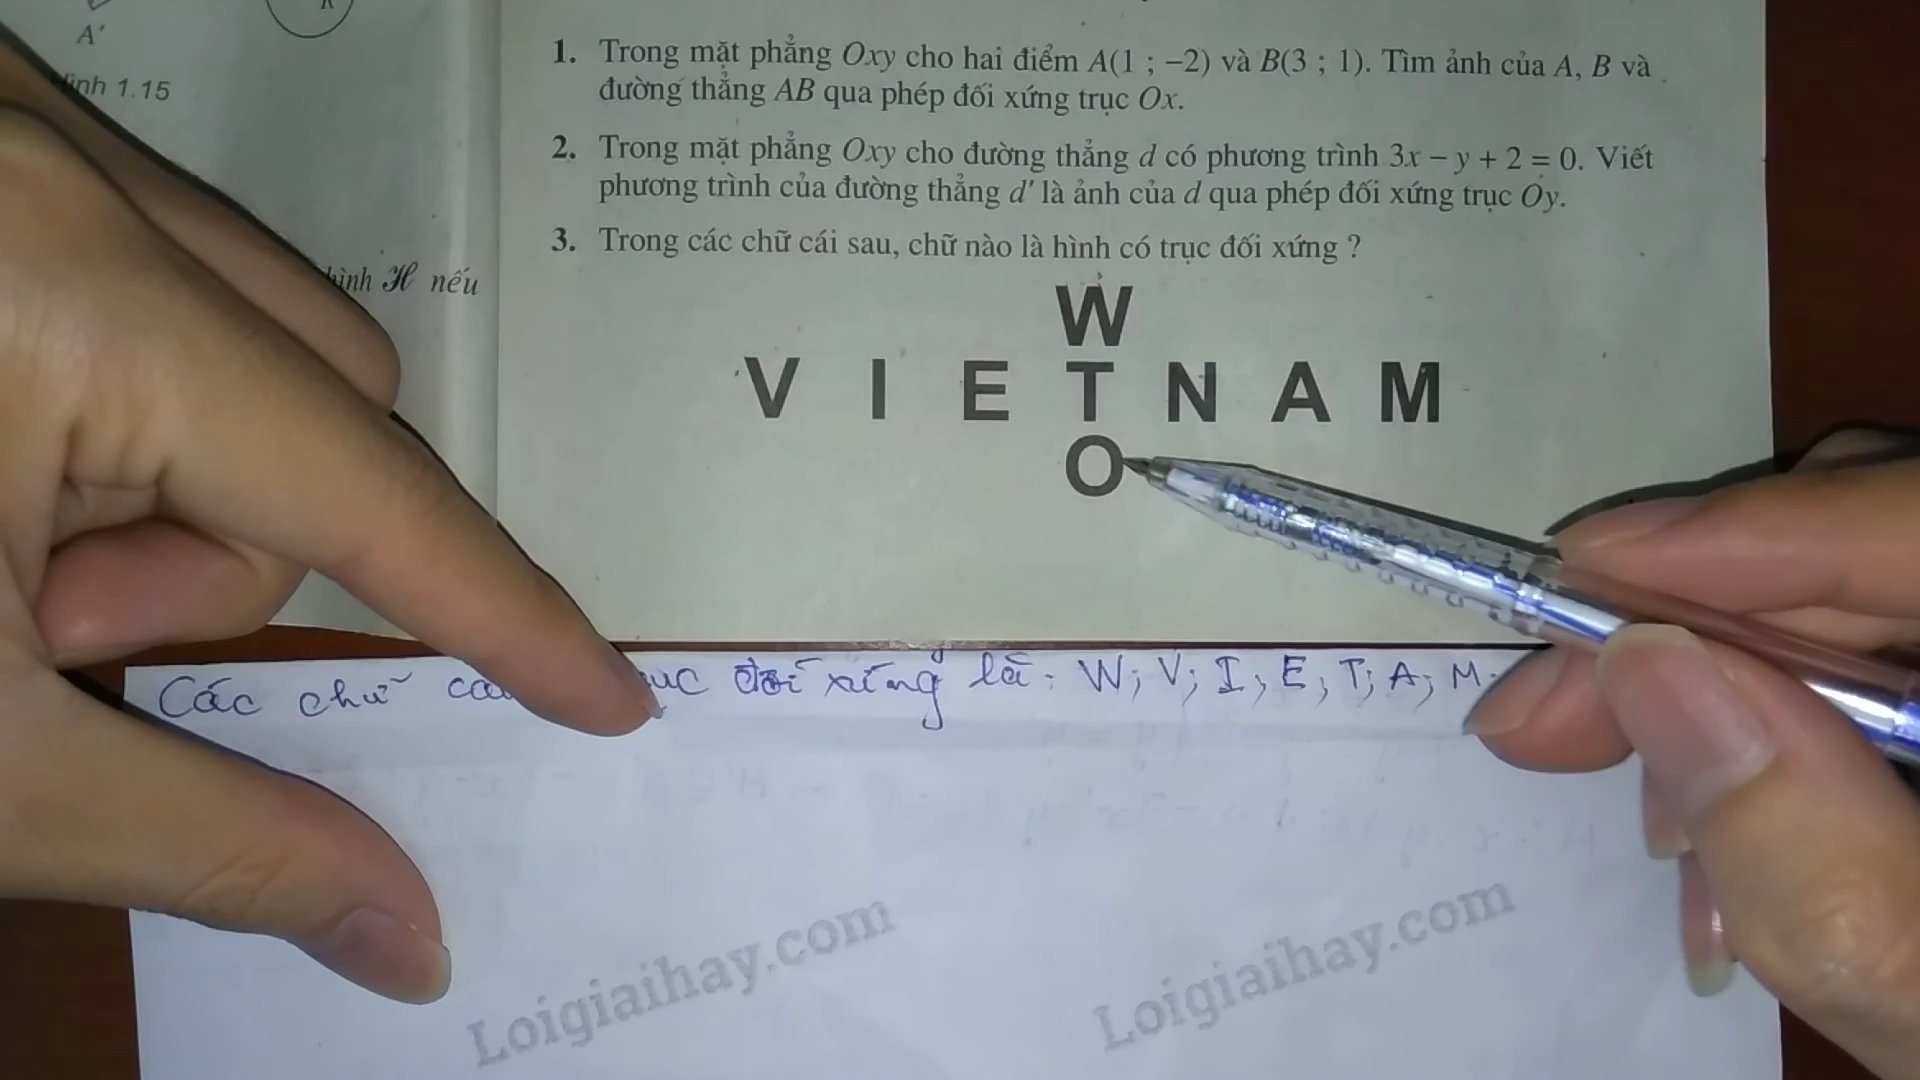 A'
1.15
hình ℋ nếu
1. Trong mặt phẳng Oxy cho hai điểm A(1 ; −2) và B(3 ; 1). Tìm ảnh của A, B và
đường thẳng AB qua phép đối xứng trục Ox.
2. Trong mặt phẳng Oxy cho đường thẳng d có phương trình 3x − y + 2 = 0. Viết
phương trình của đường thẳng d' là ảnh của d qua phép đối xứng trục Oy.
3. Trong các chữ cái sau, chữ nào là hình có trục đối xứng ?
W
V I E T N A M
O
Các chữ đối xứng là: W; V; I; E; T; A; M
Loigiaihay.com
Loigiaihay.com